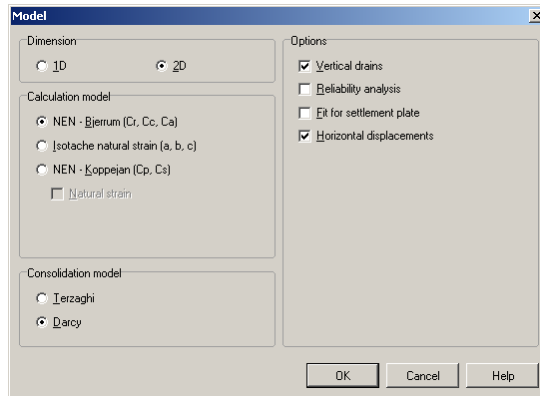 Model
Dimension
1D
2D
Calculation model
NEN - Bjerrum (Cr, Cc, Ca)
Isotache natural strain (a, b, c)
NEN - Koppejan (Cp, Cs)
Natural strain
Consolidation model
Terzaghi
Darcy
Options
Vertical drains
Reliability analysis
Fit for settlement plate
Horizontal displacements
OK
Cancel
Help